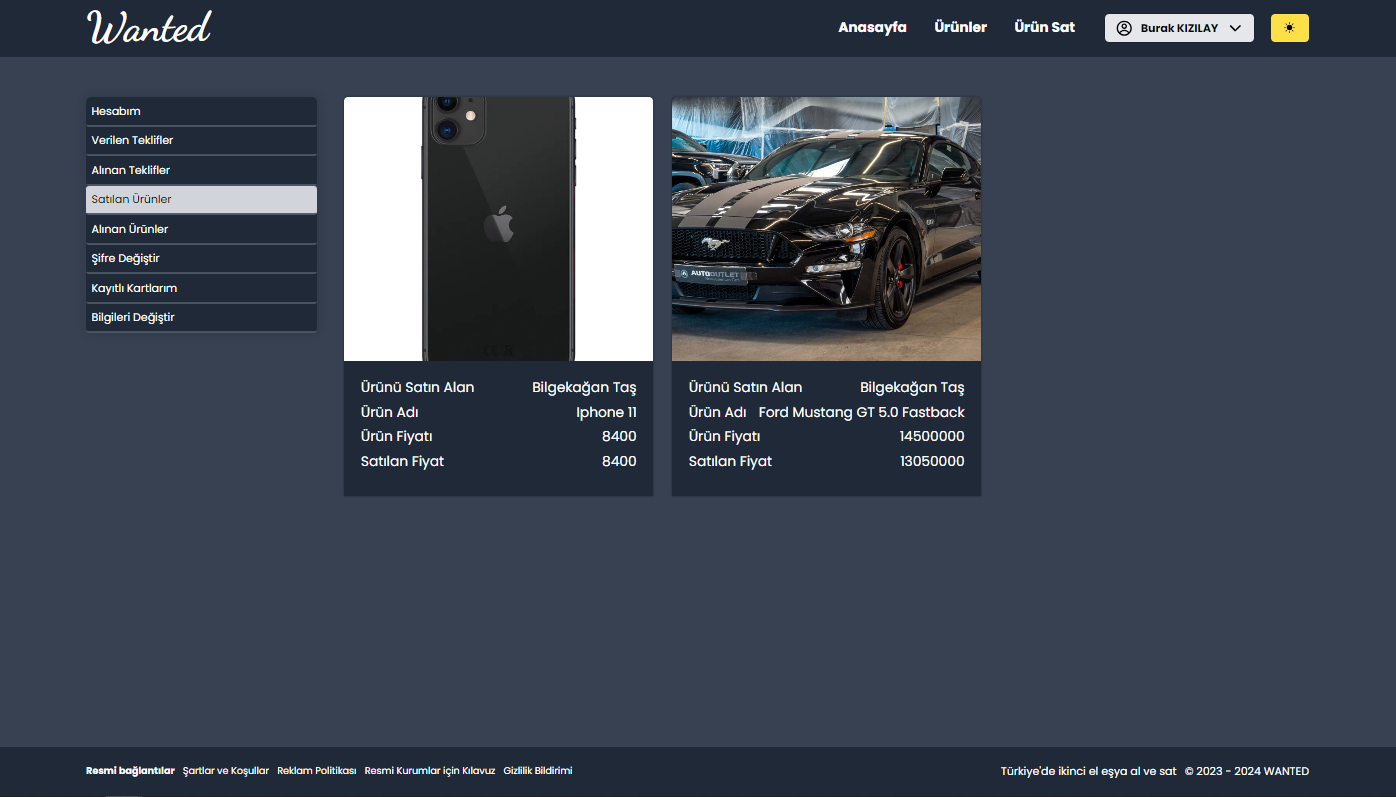 Wanted
Anasayfa Ürünler Ürün Sat Burak KIZILAY
Hesabım
Verilen Teklifler
Alınan Teklifler
Satılan Ürünler
Alınan Ürünler
Şifre Değiştir
Kayıtlı Kartlarım
Bilgileri Değiştir
AUTOOUTLET
Ürünü Satın Alan Bilgekağan Taş
Ürün Adı Iphone 11
Ürün Fiyatı 8400
Satılan Fiyat 8400
Ürünü Satın Alan Bilgekağan Taş
Ürün Adı Ford Mustang GT 5.0 Fastback
Ürün Fiyatı 14500000
Satılan Fiyat 13050000
Resmi bağlantılar Şartlar ve Koşullar Reklam Politikası Resmi Kurumlar için Kılavuz Gizlilik Bildirimi
Türkiye'de ikinci el eşya al ve sat © 2023 - 2024 WANTED